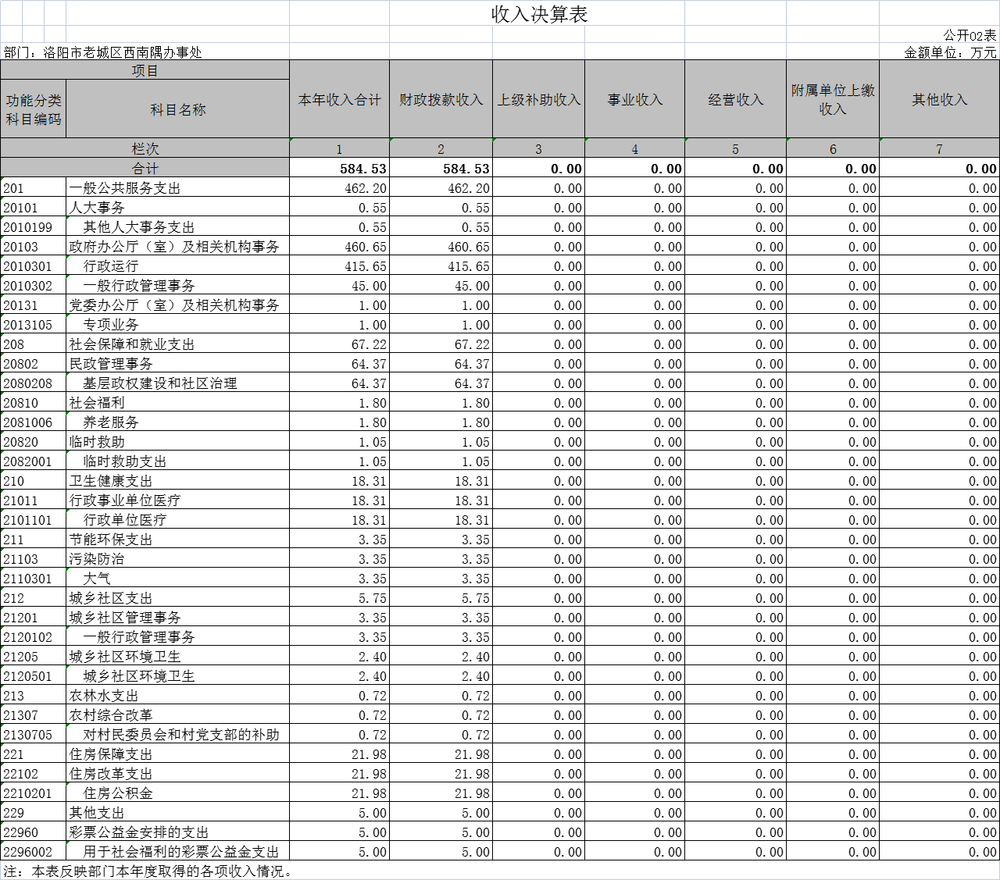 收入决算表
公开02表
部门：洛阳市老城区西南隅办事处 金额单位：万元
项目 本年收入合计 财政拨款收入 上级补助收入 事业收入 经营收入 附属单位上缴收入 其他收入
功能分类科目编码 科目名称
栏次 1 2 3 4 5 6 7
合计 584.53 584.53 0.00 0.00 0.00 0.00 0.00
201 一般公共服务支出 462.20 462.20 0.00 0.00 0.00 0.00 0.00
20101 人大事务 0.55 0.55 0.00 0.00 0.00 0.00 0.00
2010199 其他人大事务支出 0.55 0.55 0.00 0.00 0.00 0.00 0.00
20103 政府办公厅（室）及相关机构事务 460.65 460.65 0.00 0.00 0.00 0.00 0.00
2010301 行政运行 415.65 415.65 0.00 0.00 0.00 0.00 0.00
2010302 一般行政管理事务 45.00 45.00 0.00 0.00 0.00 0.00 0.00
20131 党委办公厅（室）及相关机构事务 1.00 1.00 0.00 0.00 0.00 0.00 0.00
2013105 专项业务 1.00 1.00 0.00 0.00 0.00 0.00 0.00
208 社会保障和就业支出 67.22 67.22 0.00 0.00 0.00 0.00 0.00
20802 民政管理事务 64.37 64.37 0.00 0.00 0.00 0.00 0.00
2080208 基层政权建设和社区治理 64.37 64.37 0.00 0.00 0.00 0.00 0.00
20810 社会福利 1.80 1.80 0.00 0.00 0.00 0.00 0.00
2081006 养老服务 1.80 1.80 0.00 0.00 0.00 0.00 0.00
20820 临时救助 1.05 1.05 0.00 0.00 0.00 0.00 0.00
2082001 临时救助支出 1.05 1.05 0.00 0.00 0.00 0.00 0.00
210 卫生健康支出 18.31 18.31 0.00 0.00 0.00 0.00 0.00
21011 行政事业单位医疗 18.31 18.31 0.00 0.00 0.00 0.00 0.00
2101101 行政单位医疗 18.31 18.31 0.00 0.00 0.00 0.00 0.00
211 节能环保支出 3.35 3.35 0.00 0.00 0.00 0.00 0.00
21103 污染防治 3.35 3.35 0.00 0.00 0.00 0.00 0.00
2110301 大气 3.35 3.35 0.00 0.00 0.00 0.00 0.00
212 城乡社区支出 5.75 5.75 0.00 0.00 0.00 0.00 0.00
21201 城乡社区管理事务 3.35 3.35 0.00 0.00 0.00 0.00 0.00
2120102 一般行政管理事务 3.35 3.35 0.00 0.00 0.00 0.00 0.00
21205 城乡社区环境卫生 2.40 2.40 0.00 0.00 0.00 0.00 0.00
2120501 城乡社区环境卫生 2.40 2.40 0.00 0.00 0.00 0.00 0.00
213 农林水支出 0.72 0.72 0.00 0.00 0.00 0.00 0.00
21307 农村综合改革 0.72 0.72 0.00 0.00 0.00 0.00 0.00
2130705 对村民委员会和村党支部的补助 0.72 0.72 0.00 0.00 0.00 0.00 0.00
221 住房保障支出 21.98 21.98 0.00 0.00 0.00 0.00 0.00
22102 住房改革支出 21.98 21.98 0.00 0.00 0.00 0.00 0.00
2210201 住房公积金 21.98 21.98 0.00 0.00 0.00 0.00 0.00
229 其他支出 5.00 5.00 0.00 0.00 0.00 0.00 0.00
22960 彩票公益金安排的支出 5.00 5.00 0.00 0.00 0.00 0.00 0.00
2296002 用于社会福利的彩票公益金支出 5.00 5.00 0.00 0.00 0.00 0.00 0.00
注：本表反映部门本年度取得的各项收入情况。